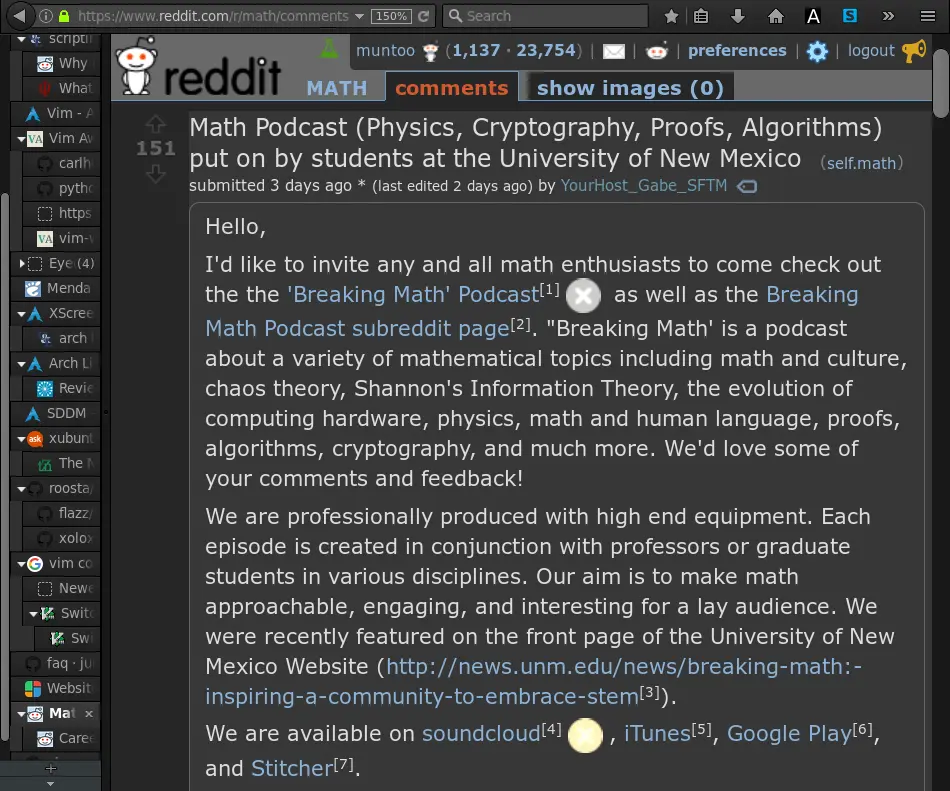 https://www.reddit.com/r/math/comments 150% Search
muntoo (1,137 · 23,754) | | | preferences | | logout
reddit MATH comments show images (0)
scriptin
Why
What
Vim - A
Vim Aw
carlh
pytho
https
vim-v
Eye (4)
Menda
XScree
arch
Arch Li
Revie
SDDM
xubunt
The
roosta/
flazz/
xolox
vim co
Newe
Switc
Swi
faq · ju
Websit
Mat ×
Caree
151
Math Podcast (Physics, Cryptography, Proofs, Algorithms)
put on by students at the University of New Mexico (self.math)
submitted 3 days ago * (last edited 2 days ago) by YourHost_Gabe_SFTM
Hello,
I'd like to invite any and all math enthusiasts to come check out
the the 'Breaking Math' Podcast[1] as well as the Breaking
Math Podcast subreddit page[2]. "Breaking Math' is a podcast
about a variety of mathematical topics including math and culture,
chaos theory, Shannon's Information Theory, the evolution of
computing hardware, physics, math and human language, proofs,
algorithms, cryptography, and much more. We'd love some of
your comments and feedback!
We are professionally produced with high end equipment. Each
episode is created in conjunction with professors or graduate
students in various disciplines. Our aim is to make math
approachable, engaging, and interesting for a lay audience. We
were recently featured on the front page of the University of New
Mexico Website (http://news.unm.edu/news/breaking-math:-
inspiring-a-community-to-embrace-stem[3]).
We are available on soundcloud[4] , iTunes[5], Google Play[6],
and Stitcher[7].